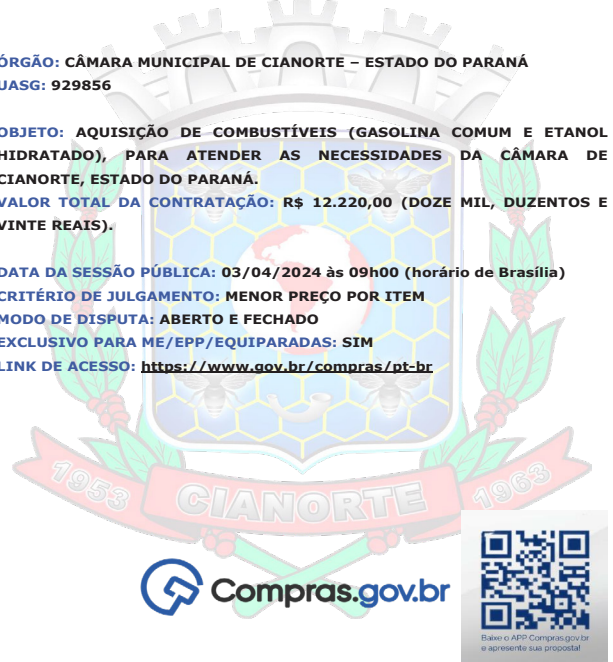 ÓRGÃO: CÂMARA MUNICIPAL DE CIANORTE – ESTADO DO PARANÁ
UASG: 929856
OBJETO: AQUISIÇÃO DE COMBUSTÍVEIS (GASOLINA COMUM E ETANOL
HIDRATADO), PARA ATENDER AS NECESSIDADES DA CÂMARA DE
CIANORTE, ESTADO DO PARANÁ.
VALOR TOTAL DA CONTRATAÇÃO: R$ 12.220,00 (DOZE MIL, DUZENTOS E
VINTE REAIS).
DATA DA SESSÃO PÚBLICA: 03/04/2024 às 09h00 (horário de Brasília)
CRITÉRIO DE JULGAMENTO: MENOR PREÇO POR ITEM
MODO DE DISPUTA: ABERTO E FECHADO
EXCLUSIVO PARA ME/EPP/EQUIPARADAS: SIM
LINK DE ACESSO: https://www.gov.br/compras/pt-br
1953 CIANORTE 1963
Compras.gov.br
Baixe o APP Compras.gov.br
e apresente sua proposta!